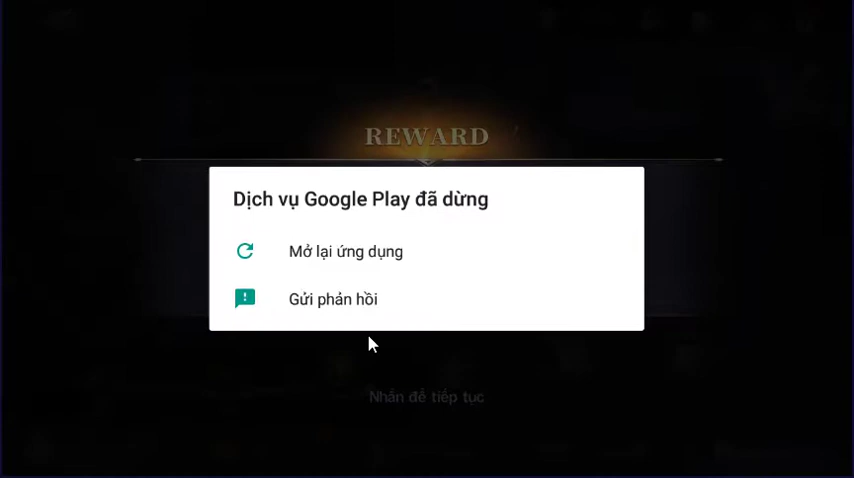 REWARD
Dịch vụ Google Play đã dừng
Mở lại ứng dụng
Gửi phản hồi
Nhấn để tiếp tục